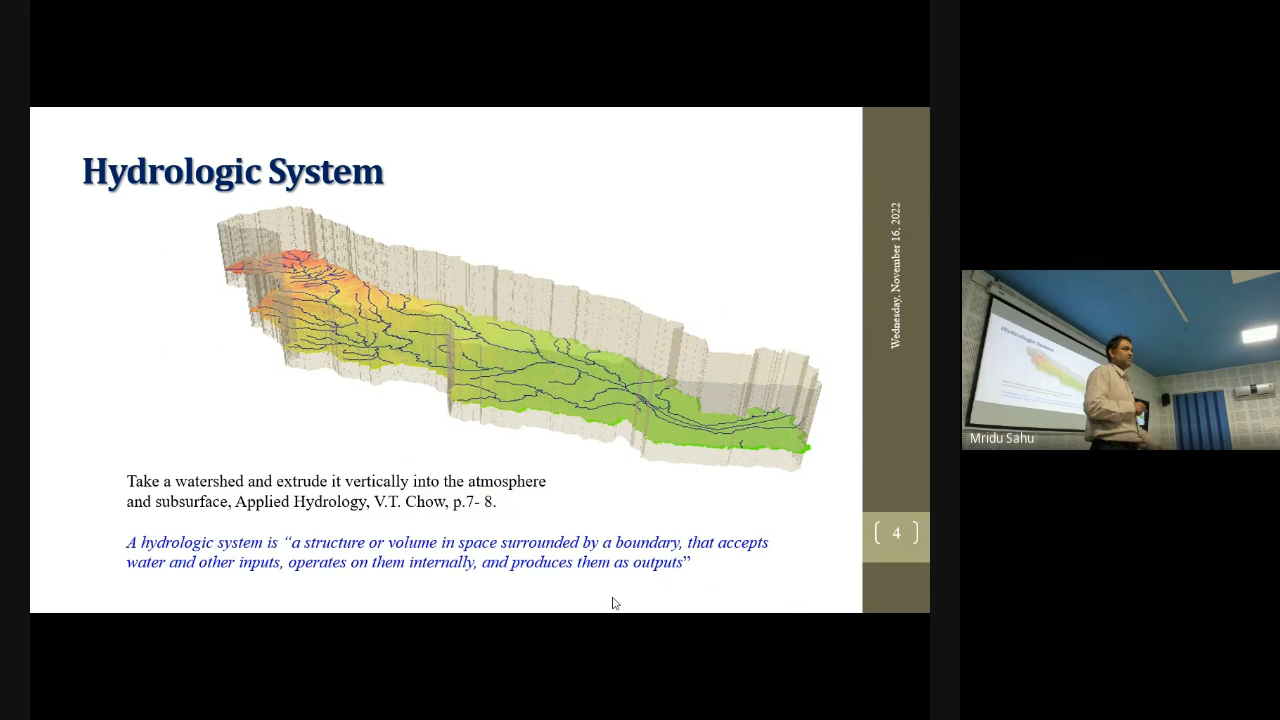 Hydrologic System
Take a watershed and extrude it vertically into the atmosphere
and subsurface, Applied Hydrology, V.T. Chow, p.7- 8.
A hydrologic system is “a structure or volume in space surrounded by a boundary, that accepts
water and other inputs, operates on them internally, and produces them as outputs”
Wednesday, November 16, 2022
4
Hydrologic System
Mridu Sahu